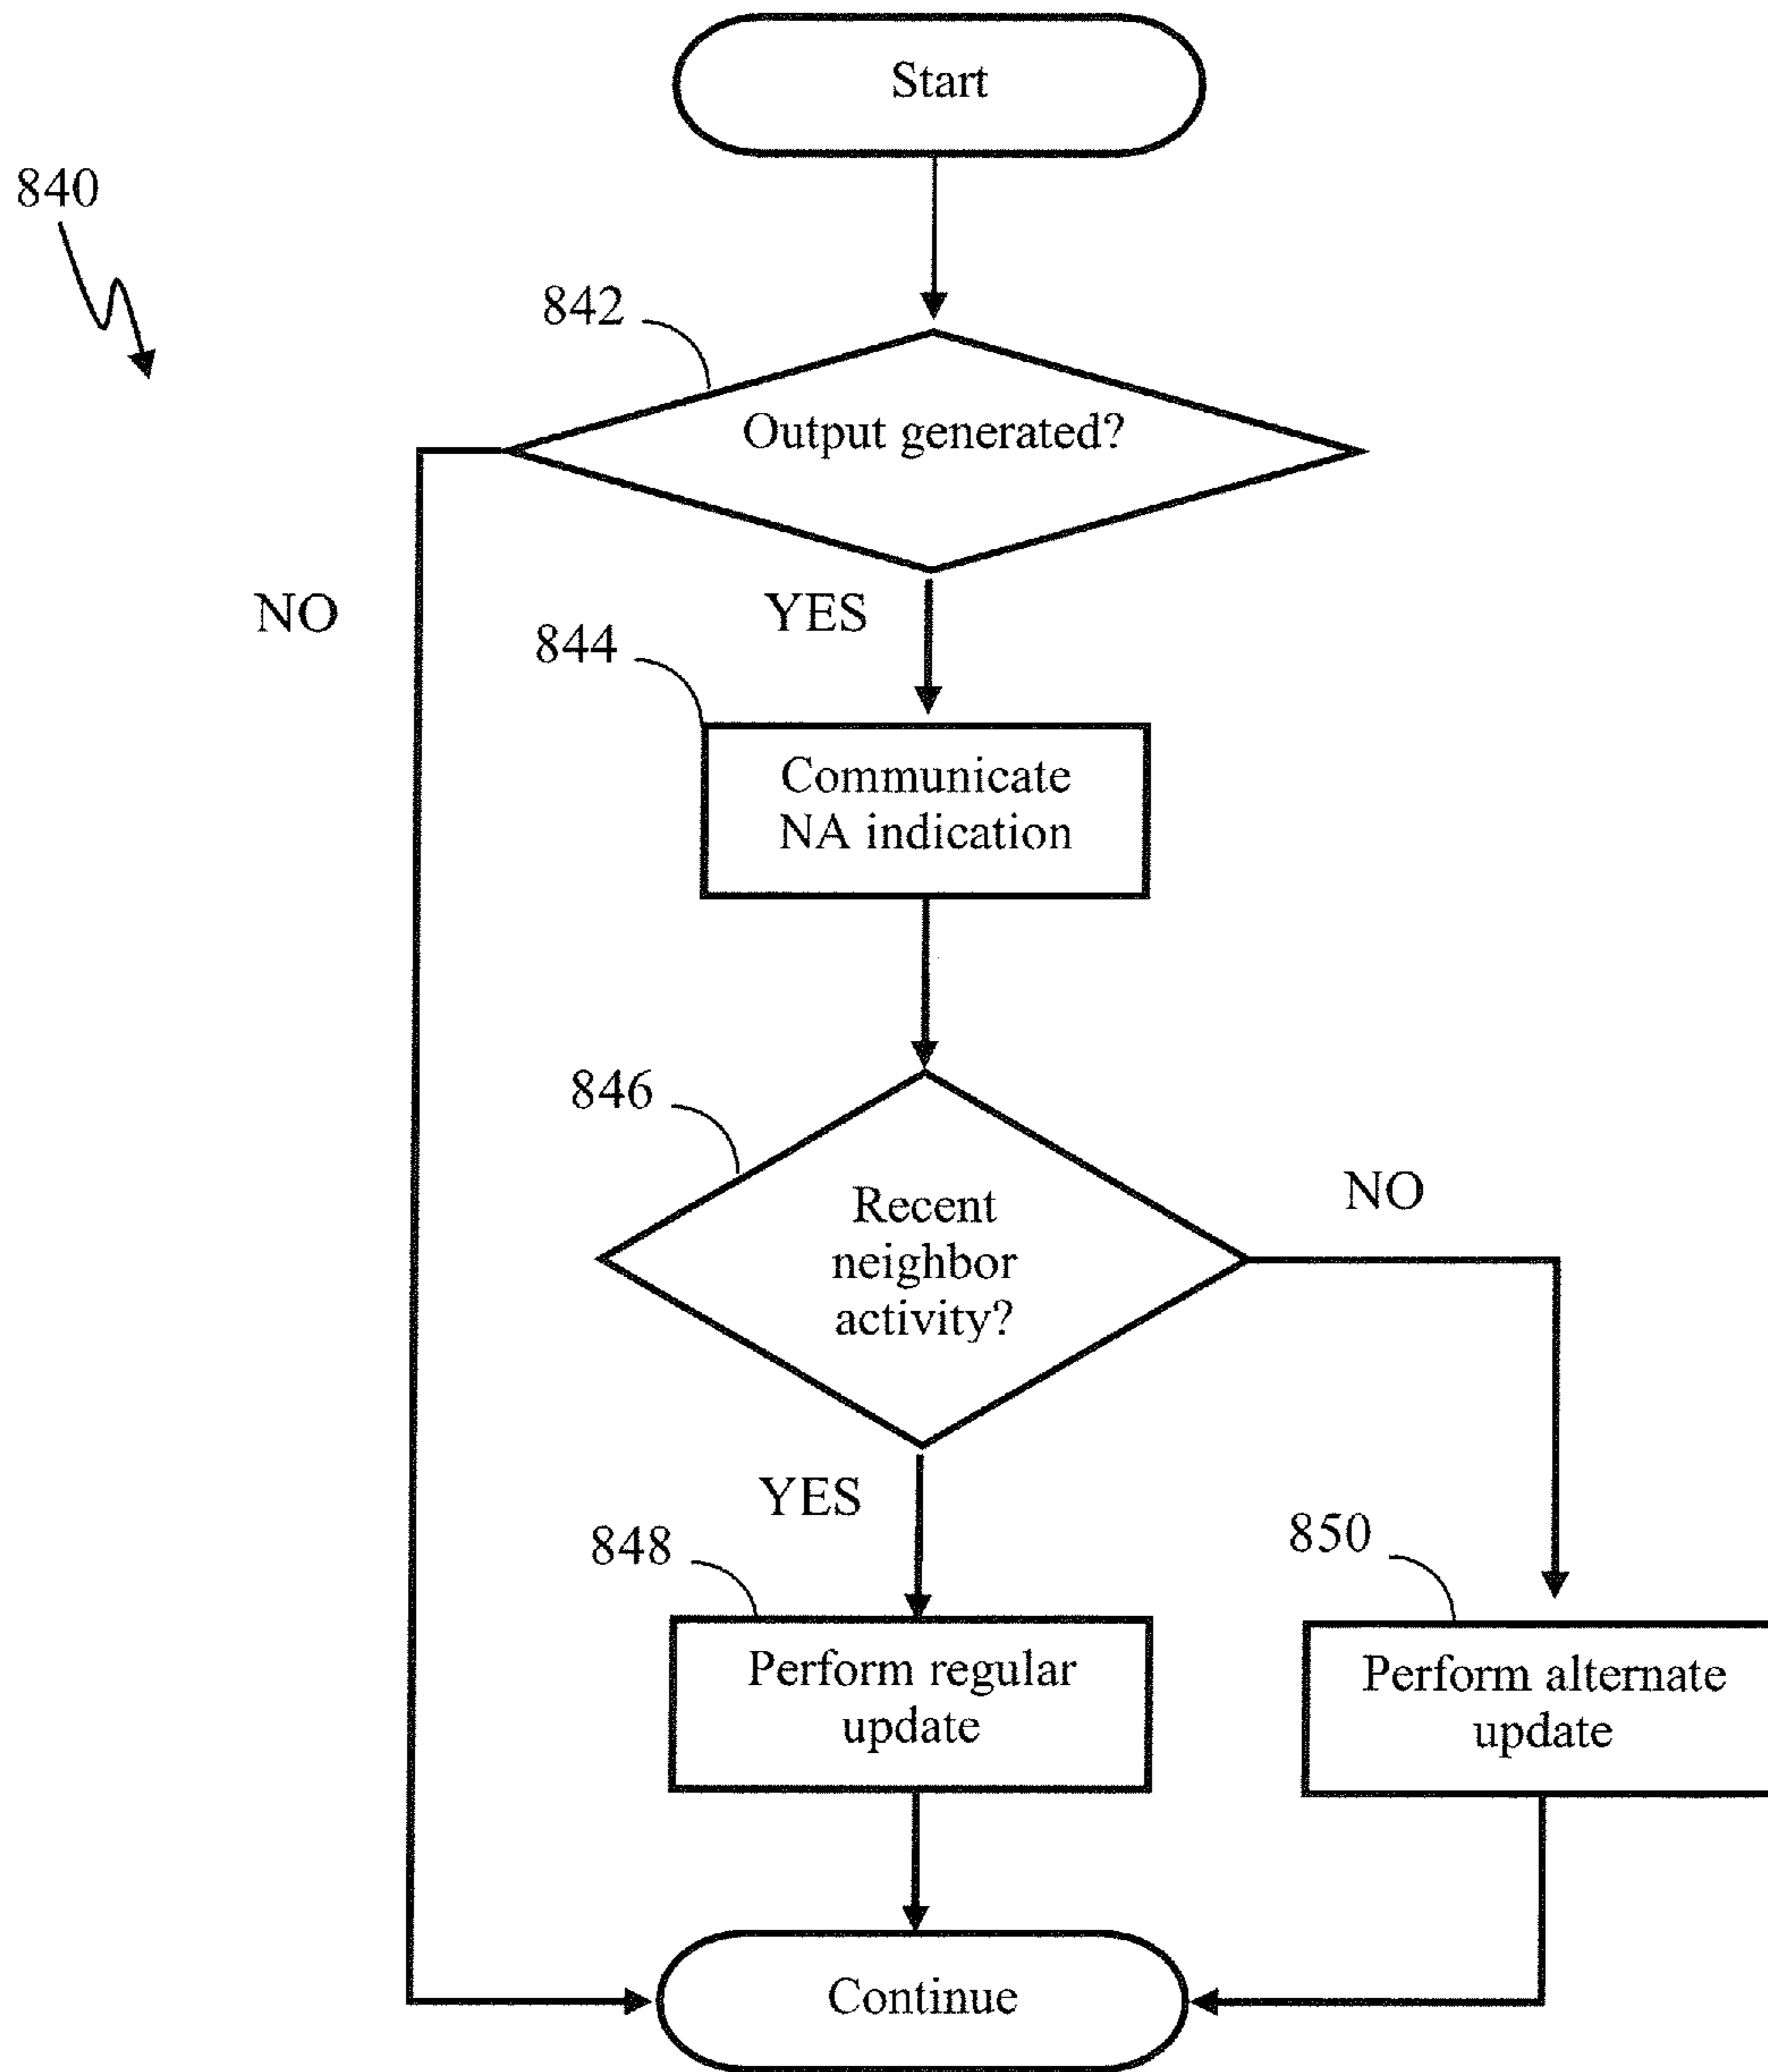 Start
840
842
Output generated?
NO
YES
844
Communicate
NA indication
846
Recent
neighbor
activity?
NO
YES
848
850
Perform regular
update
Perform alternate
update
Continue